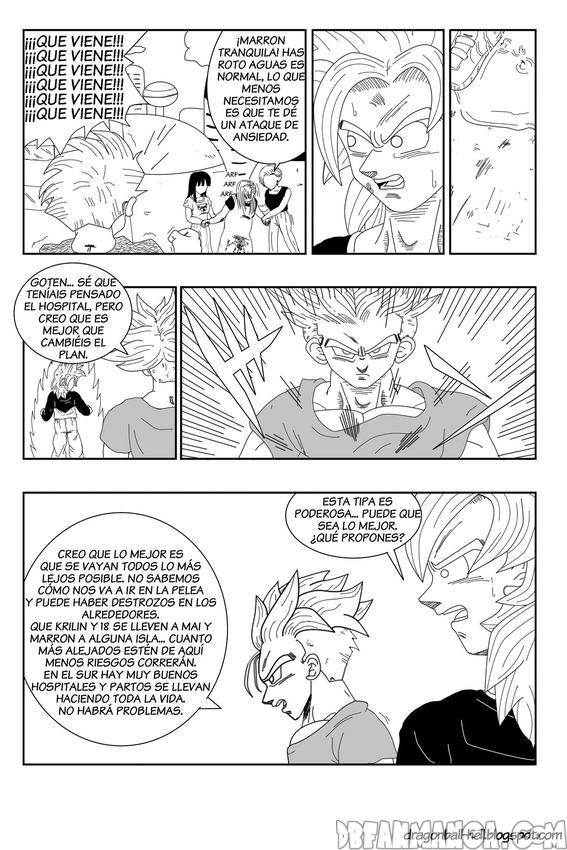 ¡¡¡QUE VIENE!!!
¡¡¡QUE VIENE!!!
¡¡¡QUE VIENE!!!
¡¡¡QUE VIENE!!!
¡¡¡QUE VIENE!!!
¡¡¡QUE VIENE!!!
¡MARRON
TRANQUILA! HAS
ROTO AGUAS ES
NORMAL, LO QUE
MENOS
NECESITAMOS
ES QUE TE DÉ
UN ATAQUE DE
ANSIEDAD.
ARF
ARF
ARF
GOTEN... SÉ QUE
TENÍAIS PENSADO
EL HOSPITAL, PERO
CREO QUE ES
MEJOR QUE
CAMBIÉIS EL
PLAN.
ESTA TIPA ES
PODEROSA... PUEDE QUE
SEA LO MEJOR.
¿QUÉ PROPONES?
CREO QUE LO MEJOR ES
QUE SE VAYAN TODOS LO MÁS
LEJOS POSIBLE. NO SABEMOS
CÓMO NOS VA A IR EN LA PELEA
Y PUEDE HABER DESTROZOS EN LOS
ALREDEDORES.
QUE KRILIN Y 18 SE LLEVEN A MAI Y
MARRON A ALGUNA ISLA... CUANTO
MÁS ALEJADOS ESTÉN DE AQUÍ
MENOS RIESGOS CORRERÁN.
EN EL SUR HAY MUY BUENOS
HOSPITALES Y PARTOS SE LLEVAN
HACIENDO TODA LA VIDA.
NO HABRÁ PROBLEMAS.
DBFANMANGA.COM